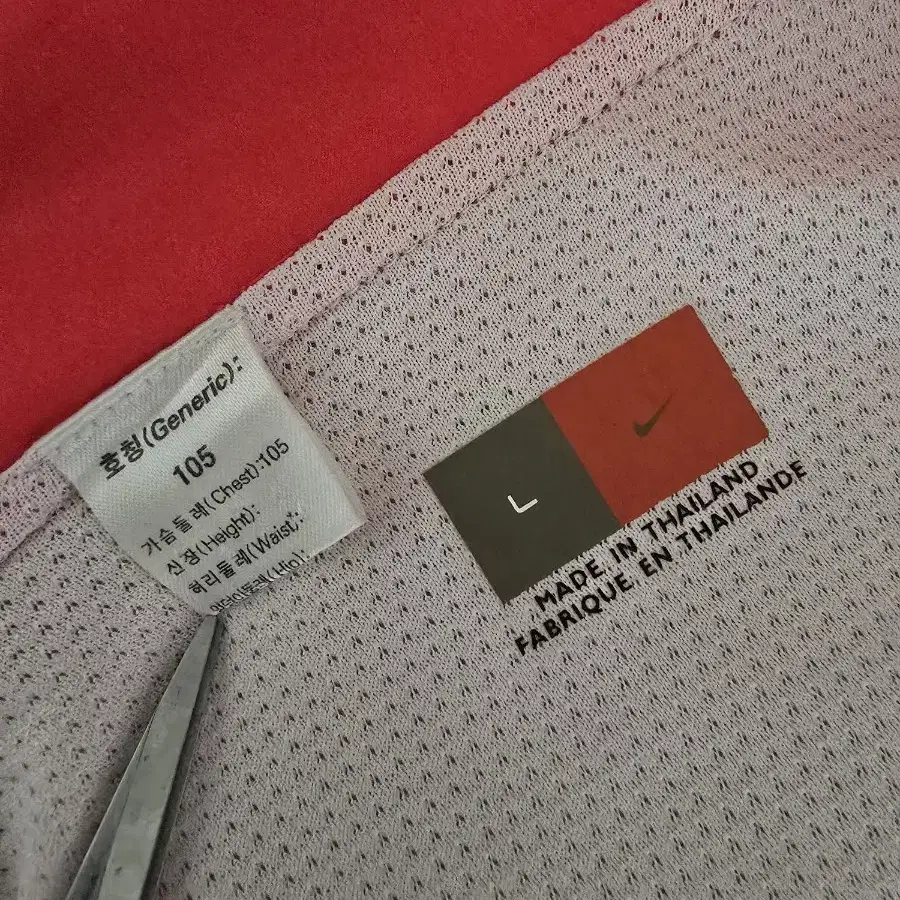 호칭(Generic):
105
가슴둘레(Chest):105
신장(Height):
허리둘레(Waist):
L
MADE IN THAILAND
FABRIQUE EN THAILANDE